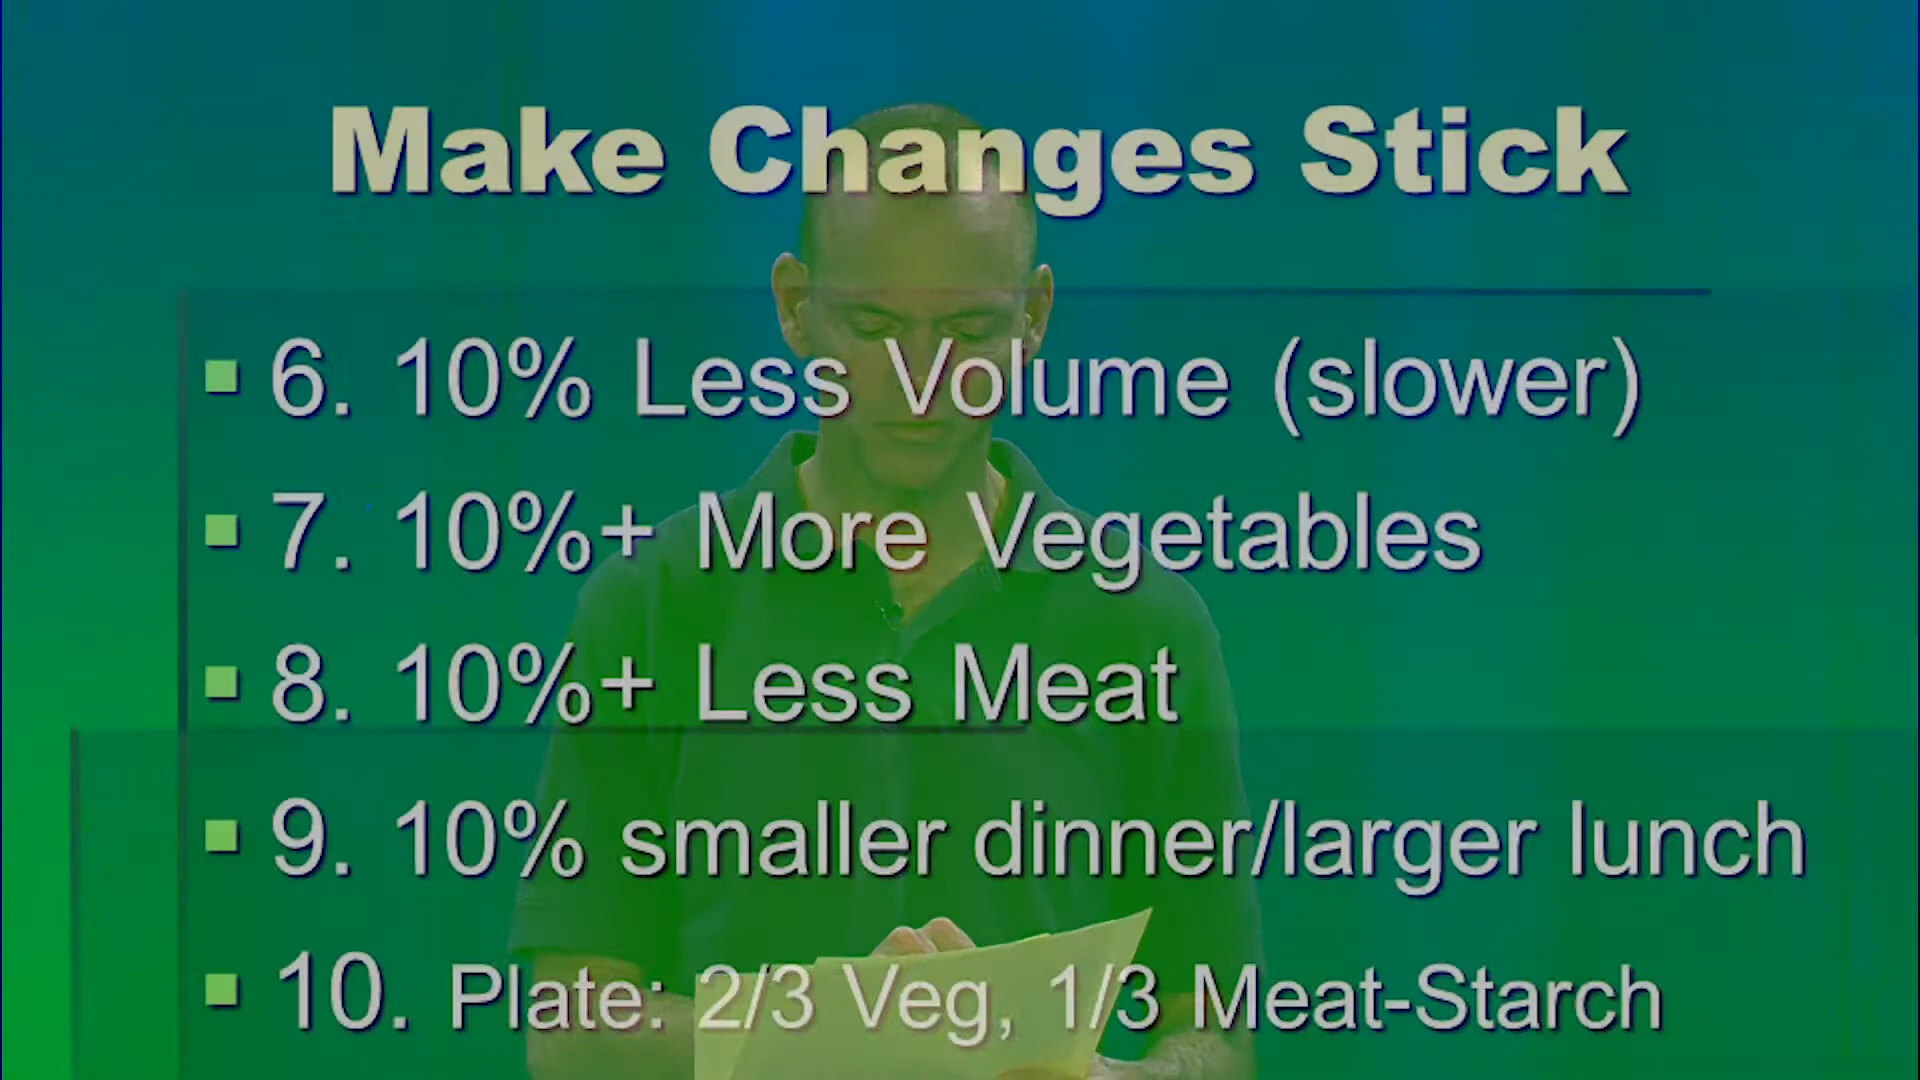 Make Changes Stick
6. 10% Less Volume (slower)
7. 10%+ More Vegetables
8. 10%+ Less Meat
9. 10% smaller dinner/larger lunch
10. Plate: 2/3 Veg, 1/3 Meat-Starch